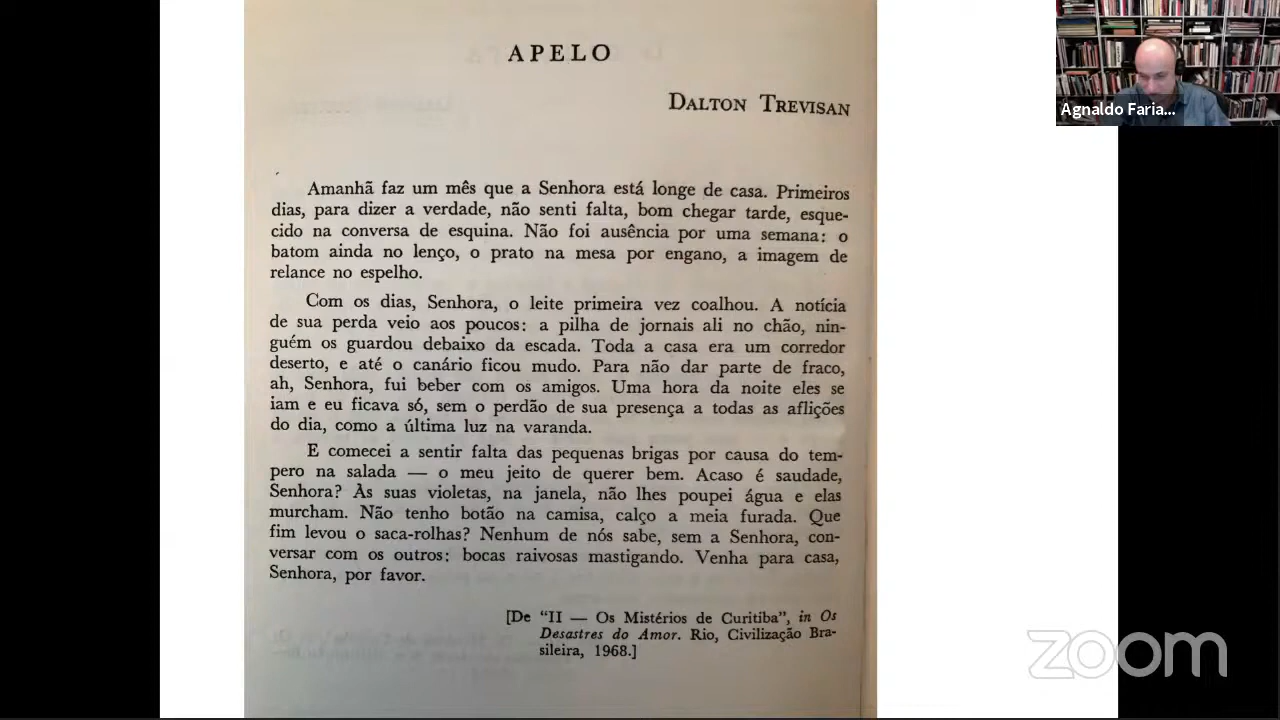 APELO
DALTON TREVISAN
Amanhã faz um mês que a Senhora está longe de casa. Primeiros
dias, para dizer a verdade, não senti falta, bom chegar tarde, esque-
cido na conversa de esquina. Não foi ausência por uma semana: o
batom ainda no lenço, o prato na mesa por engano, a imagem de
relance no espelho.
Com os dias, Senhora, o leite primeira vez coalhou. A notícia
de sua perda veio aos poucos: a pilha de jornais ali no chão, nin-
guém os guardou debaixo da escada. Toda a casa era um corredor
deserto, e até o canário ficou mudo. Para não dar parte de fraco,
ah, Senhora, fui beber com os amigos. Uma hora da noite eles se
iam e eu ficava só, sem o perdão de sua presença a todas as aflições
do dia, como a última luz na varanda.
E comecei a sentir falta das pequenas brigas por causa do tem-
pero na salada — o meu jeito de querer bem. Acaso é saudade,
Senhora? Às suas violetas, na janela, não lhes poupei água e elas
murcham. Não tenho botão na camisa, calço a meia furada. Que
fim levou o saca-rolhas? Nenhum de nós sabe, sem a Senhora, con-
versar com os outros: bocas raivosas mastigando. Venha para casa,
Senhora, por favor.
[De “II — Os Mistérios de Curitiba”, in Os
Desastres do Amor. Rio, Civilização Bra-
sileira, 1968.]
Agnaldo Faria...
zoom